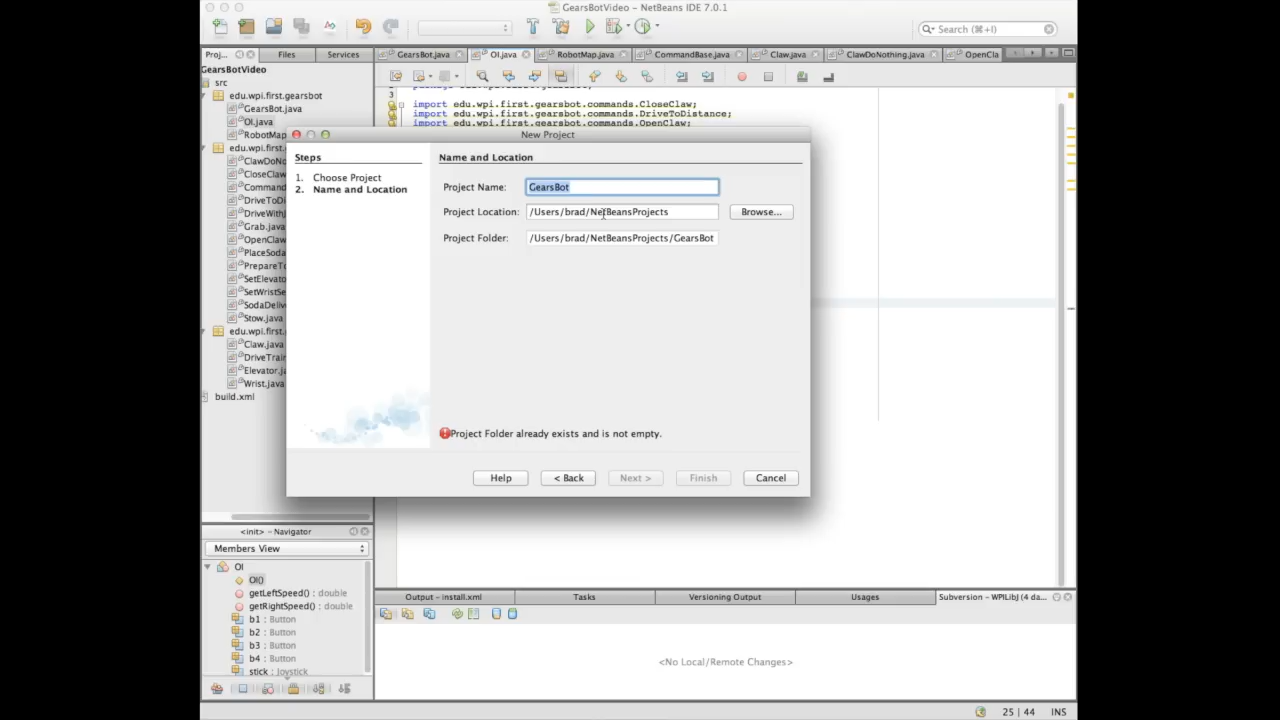 GearsBotVideo – NetBeans IDE 7.0.1
Search (⌘+I)
Proj...
Files
Services
GearsBot.java
OI.java
RobotMap.java
CommandBase.java
Claw.java
ClawDoNothing.java
OpenCla
GearsBotVideo
src
edu.wpi.first.gearsbot
GearsBot.java
OI.java
RobotMap
edu.wpi.first.
ClawDoNo
CloseClaw
Command
DriveToDi
DriveWith
Grab.java
OpenClaw
PlaceSoda
PrepareTo
SetElevato
SetWristSe
SodaDelive
Stow.java
edu.wpi.first.g
Claw.java
DriveTrai
Elevator.j
Wrist.java
build.xml
3
import edu.wpi.first.gearsbot.commands.CloseClaw;
import edu.wpi.first.gearsbot.commands.DriveToDistance;
import edu.wpi.first.gearsbot.commands.OpenClaw;
New Project
Steps
1. Choose Project
2. Name and Location
Name and Location
Project Name: GearsBot
Project Location: /Users/brad/NetBeansProjects
Browse...
Project Folder: /Users/brad/NetBeansProjects/GearsBot
Project Folder already exists and is not empty.
Help
< Back
Next >
Finish
Cancel
<init> – Navigator
Members View
OI
OI()
getLeftSpeed() : double
getRightSpeed() : double
b1 : Button
b2 : Button
b3 : Button
b4 : Button
stick : Joystick
Output – install.xml
Tasks
Versioning Output
Usages
Subversion – WPILibJ (4 da...
<No Local/Remote Changes>
25 | 44
INS